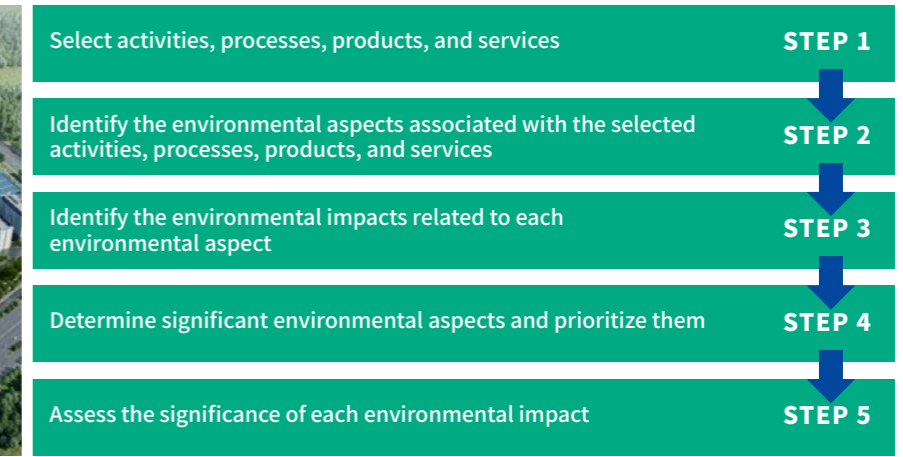 Select activities, processes, products, and services
STEP 1
Identify the environmental aspects associated with the selected
activities, processes, products, and services
STEP 2
Identify the environmental impacts related to each
environmental aspect
STEP 3
Determine significant environmental aspects and prioritize them
STEP 4
Assess the significance of each environmental impact
STEP 5